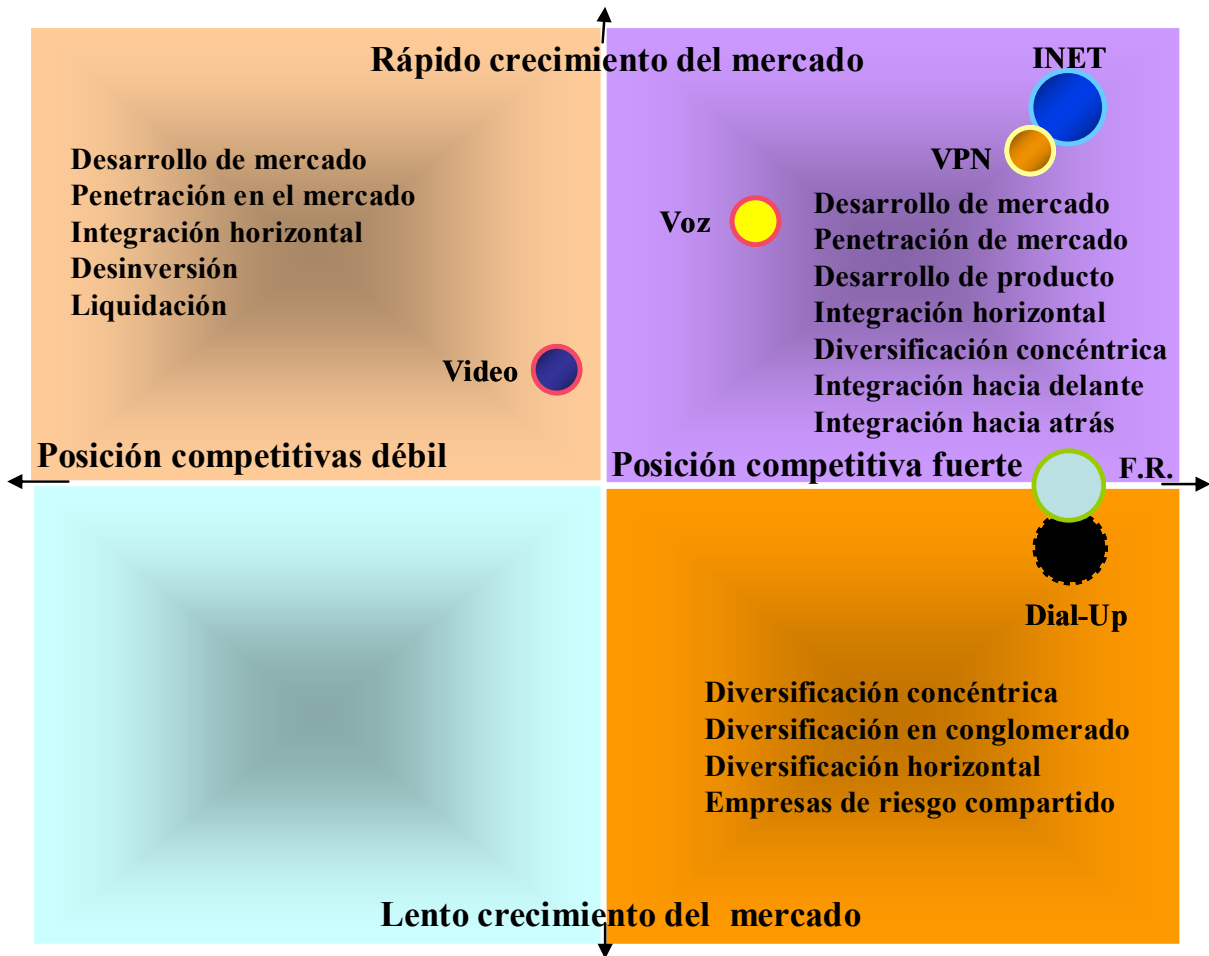 Rápido crecimiento del mercado
INET
VPN
Voz
Desarrollo de mercado
Penetración en el mercado
Integración horizontal
Desinversión
Liquidación
Video
Desarrollo de mercado
Penetración de mercado
Desarrollo de producto
Integración horizontal
Diversificación concéntrica
Integración hacia delante
Integración hacia atrás
Posición competitivas débil
Posición competitiva fuerte
F.R.
Dial-Up
Diversificación concéntrica
Diversificación en conglomerado
Diversificación horizontal
Empresas de riesgo compartido
Lento crecimiento del mercado